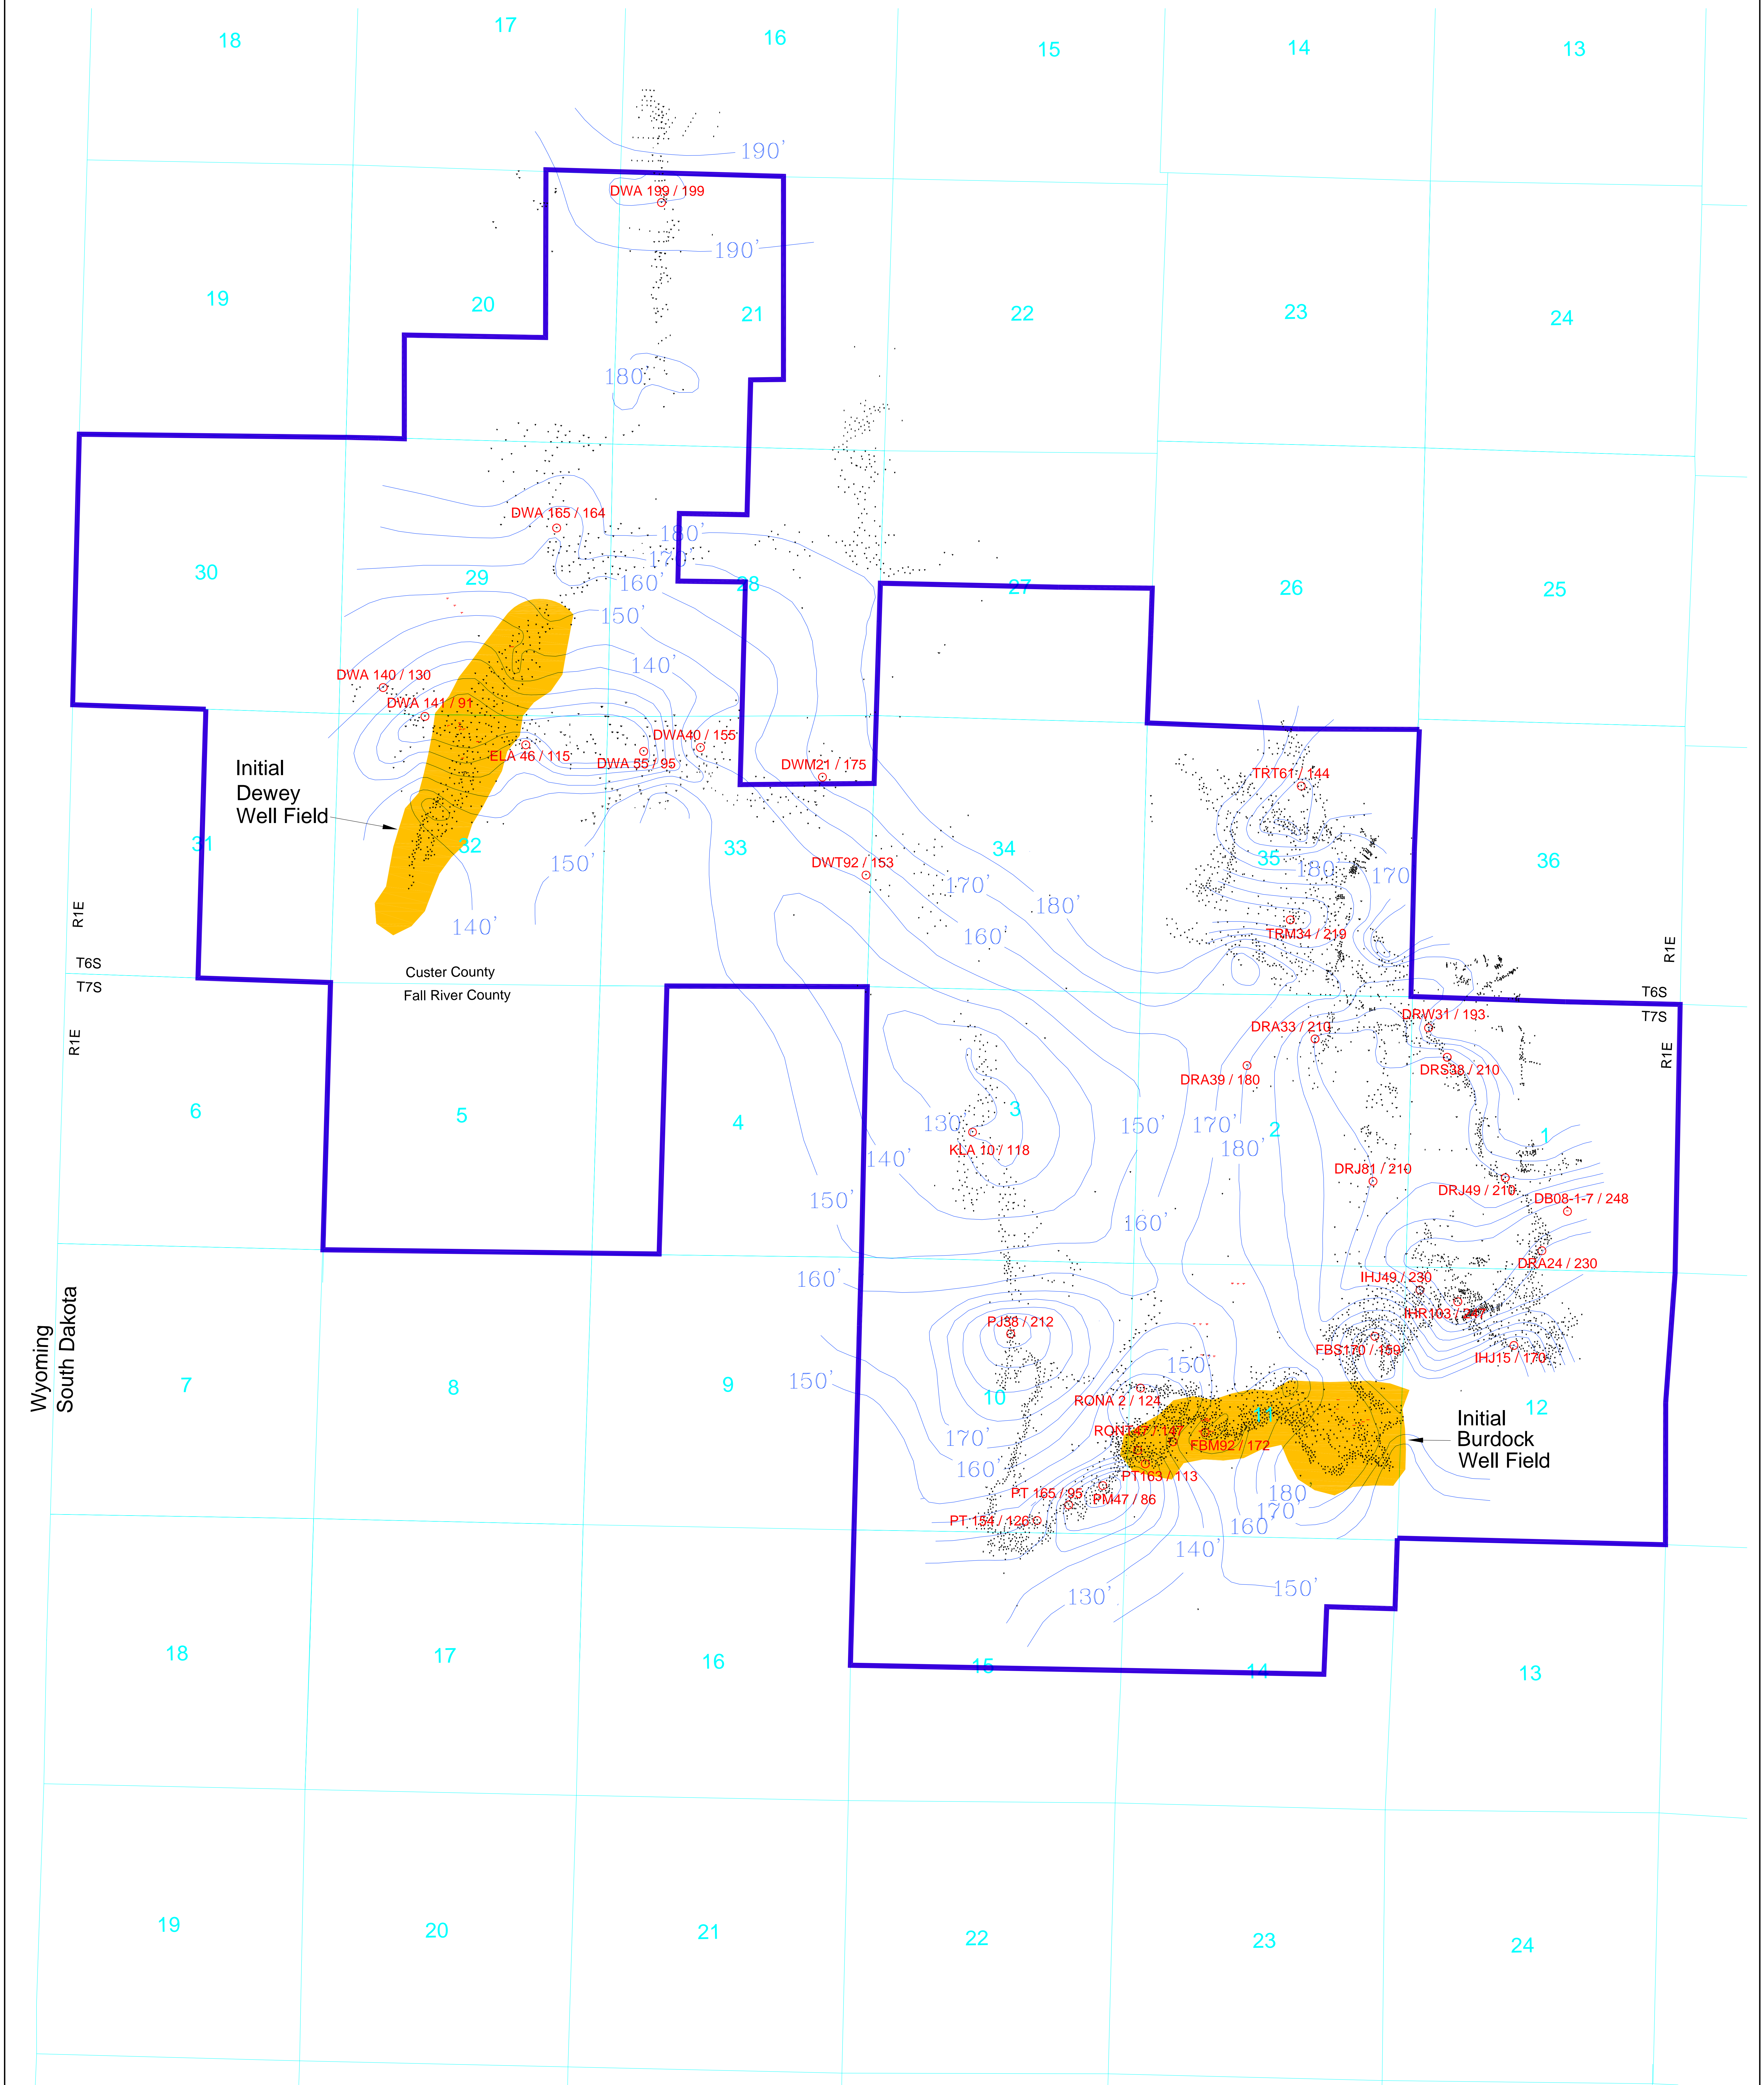 17
16
18
14
15
13
190'
DWA 199 / 199
190'
19
20
21
22
23
24
180'
DWA 165 / 164
180'
170'
160'
30
29
28
27
26
25
150'
140'
DWA 140 / 130
DWA 141 / 91
DWA40 / 155
ELA 46 / 115
DWA 55 / 95
DWM21 / 175
TRT61 / 144
Initial
Dewey
Well Field
31
32
33
34
35
36
150'
DWT92 / 153
180'
170'
170'
180'
140'
160'
TRM34 / 219
R1E
R1E
T6S
T7S
Custer County
Fall River County
T6S
T7S
R1E
R1E
DRW31 / 193
DRA33 / 210
DRS38 / 210
DRA39 / 180
6
5
4
3
2
1
130'
150'
170'
180'
KLA 10 / 118
140'
DRJ81 / 210
DRJ49 / 210
DB08-1-7 / 248
150'
160'
DRA24 / 230
160'
IHJ49 / 230
IHR103 / 247
PJ38 / 212
FBS170 / 159
IHJ15 / 170
Wyoming
South Dakota
150'
150'
7
8
9
10
11
12
RONA 2 / 124
Initial
Burdock
Well Field
RONT47 / 147
FBM92 / 172
170'
160'
PT163 / 113
PT 165 / 95
PM47 / 86
PT 154 / 126
180'
170'
160'
140'
150'
130'
18
17
16
15
14
13
19
20
21
22
23
24